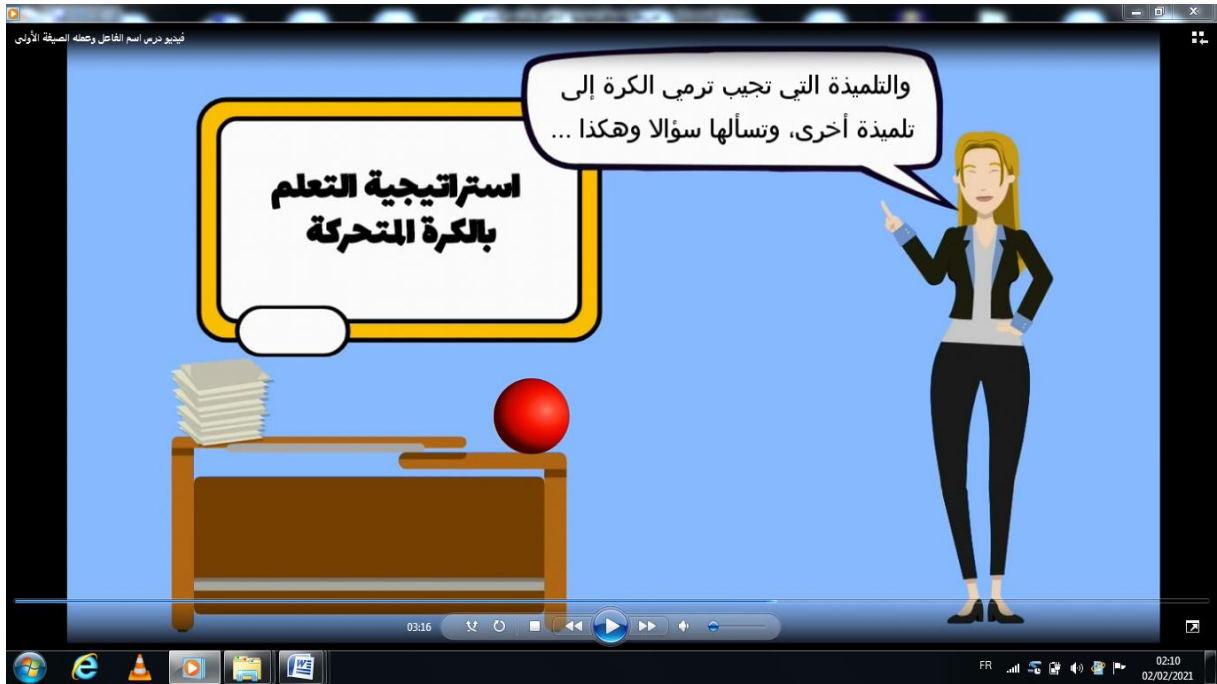 فيديو درس اسم الفاعل وعمله الصيغة الأولى
والتلميذة التي تجيب ترمي الكرة إلى
تلميذة أخرى، وتسألها سؤالا وهكذا ...
استراتيجية التعلم
بالكرة المتحركة
03:16
FR
02:10
02/02/2021